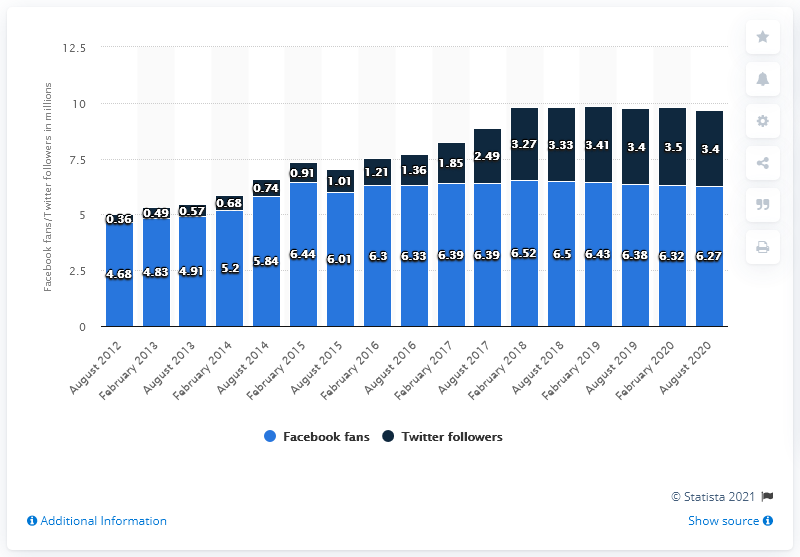 Facebook fans/Twitter followers in millions
12.5
10
7.5
5
2.5
0
0.36
0.49
0.57
0.68
0.74
0.91
1.01
1.21
1.36
1.85
2.49
3.27
3.33
3.41
3.4
3.5
3.4
4.68
4.83
4.91
5.2
5.84
6.44
6.01
6.3
6.33
6.39
6.39
6.52
6.5
6.43
6.38
6.32
6.27
August 2012
February 2013
August 2013
February 2014
August 2014
February 2015
August 2015
February 2016
August 2016
February 2017
August 2017
February 2018
August 2018
February 2019
August 2019
February 2020
August 2020
Facebook fans Twitter followers
© Statista 2021
Additional Information Show source